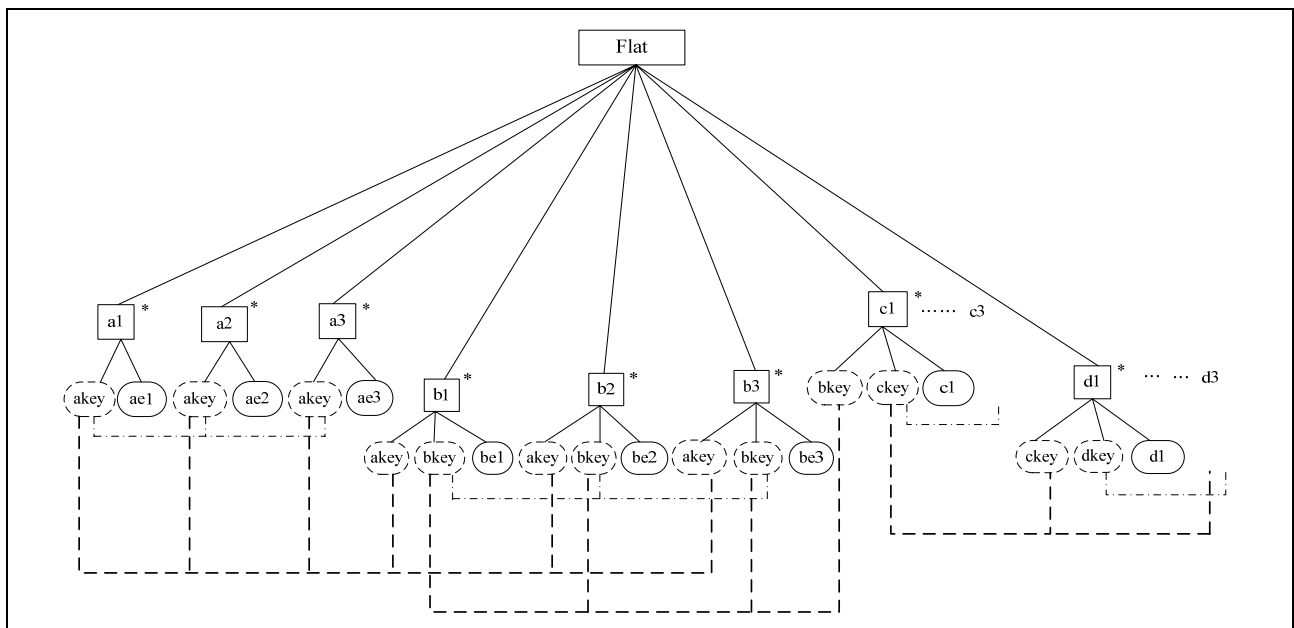 Flat
a1 * a2 * a3 * c1 * ...... c3
b1 * b2 * b3 * d1 * ... ... d3
akey ae1 akey ae2 akey ae3 bkey ckey c1
akey bkey be1 akey bkey be2 akey bkey be3 ckey dkey d1